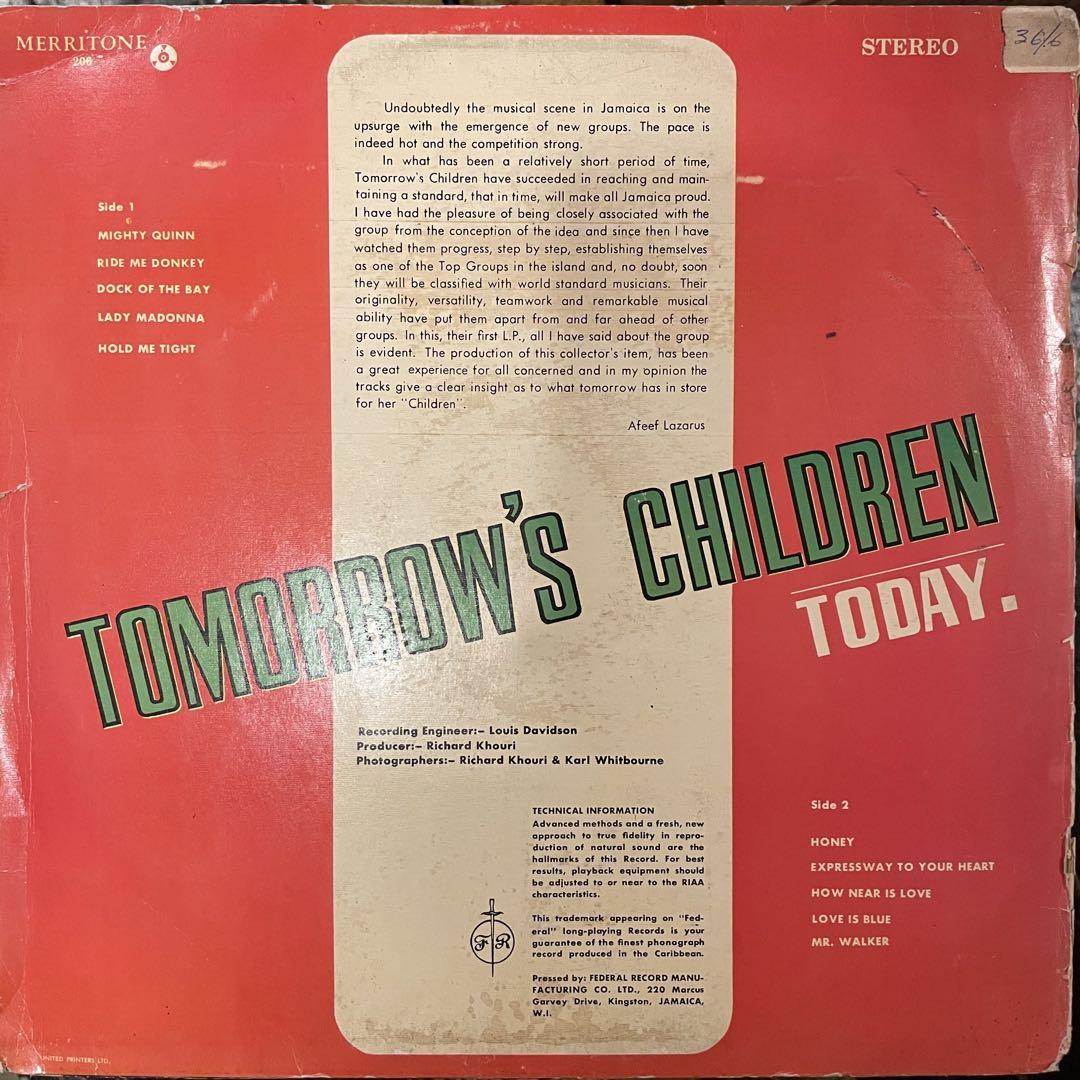 MERRITONE
206
STEREO
36/6
Undoubtedly the musical scene in Jamaica is on the
upsurge with the emergence of new groups. The pace is
indeed hot and the competition strong.
In what has been a relatively short period of time,
Tomorrow's Children have succeeded in reaching and main-
taining a standard, that in time, will make all Jamaica proud.
I have had the pleasure of being closely associated with the
group from the conception of the idea and since then I have
watched them progress, step by step, establishing themselves
as one of the Top Groups in the island and, no doubt, soon
they will be classified with world standard musicians. Their
originality, versatility, teamwork and remarkable musical
ability have put them apart from and far ahead of other
groups. In this, their first L.P., all I have said about the group
is evident. The production of this collector's item, has been
a great experience for all concerned and in my opinion the
tracks give a clear insight as to what tomorrow has in store
for her "Children".
Afeef Lazarus
Side 1
MIGHTY QUINN
RIDE ME DONKEY
DOCK OF THE BAY
LADY MADONNA
HOLD ME TIGHT
TOMORROW'S CHILDREN
TODAY.
Recording Engineer:– Louis Davidson
Producer:– Richard Khouri
Photographers:– Richard Khouri & Karl Whitbourne
TECHNICAL INFORMATION
Advanced methods and a fresh, new
approach to true fidelity in repro-
duction of natural sound are the
hallmarks of this Record. For best
results, playback equipment should
be adjusted to or near to the RIAA
characteristics.
FR
This trademark appearing on "Fed-
eral" long-playing Records is your
guarantee of the finest phonograph
record produced in the Caribbean.
Pressed by: FEDERAL RECORD MANU-
FACTURING CO. LTD., 220 Marcus
Garvey Drive, Kingston, JAMAICA,
W.I.
Side 2
HONEY
EXPRESSWAY TO YOUR HEART
HOW NEAR IS LOVE
LOVE IS BLUE
MR. WALKER
UNITED PRINTERS LTD.